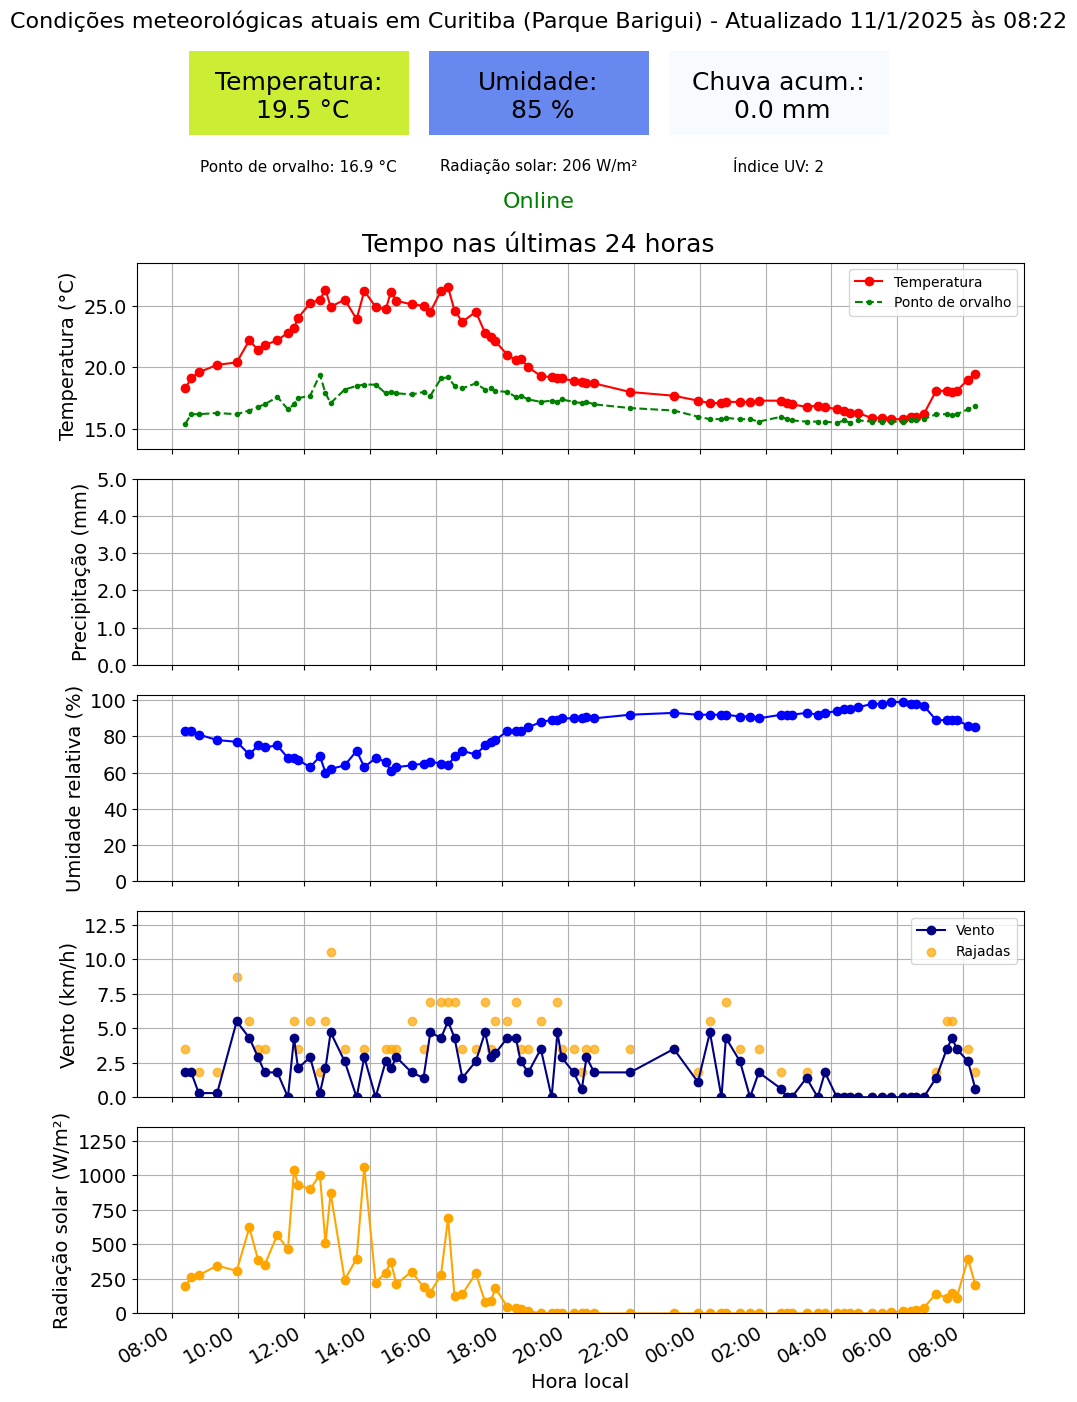 Condições meteorológicas atuais em Curitiba (Parque Barigui) - Atualizado 11/1/2025 às 08:22
Temperatura:
19.5 °C
Umidade:
85 %
Chuva acum.:
0.0 mm
Ponto de orvalho: 16.9 °C
Radiação solar: 206 W/m²
Índice UV: 2
Online
Tempo nas últimas 24 horas
Temperatura (°C)
25.0
20.0
15.0
Temperatura
Ponto de orvalho
Precipitação (mm)
5.0
4.0
3.0
2.0
1.0
0.0
Umidade relativa (%)
100
80
60
40
20
0
Vento (km/h)
12.5
10.0
7.5
5.0
2.5
0.0
Vento
Rajadas
Radiação solar (W/m²)
1250
1000
750
500
250
0
08:00 10:00 12:00 14:00 16:00 18:00 20:00 22:00 00:00 02:00 04:00 06:00 08:00
Hora local